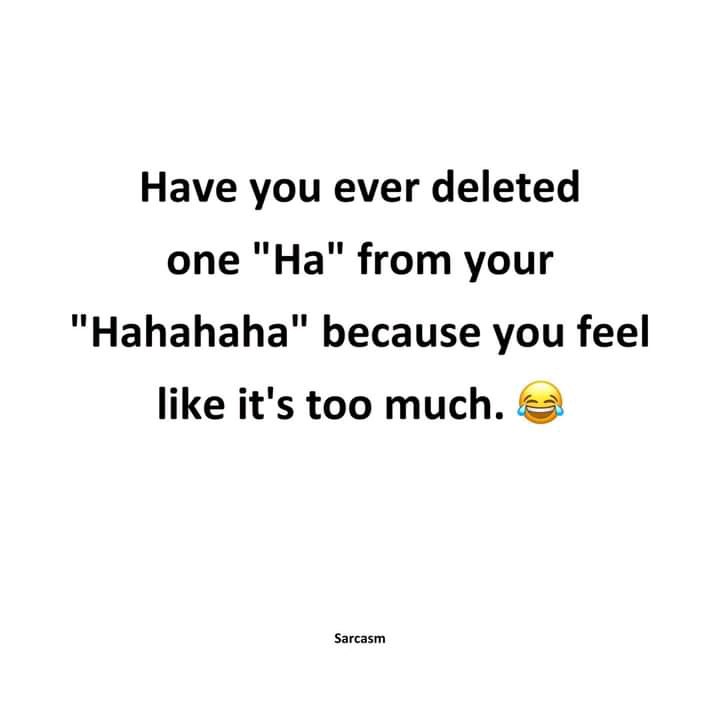 Have you ever deleted
one "Ha" from your
"Hahahaha" because you feel
like it's too much. 😂
Sarcasm